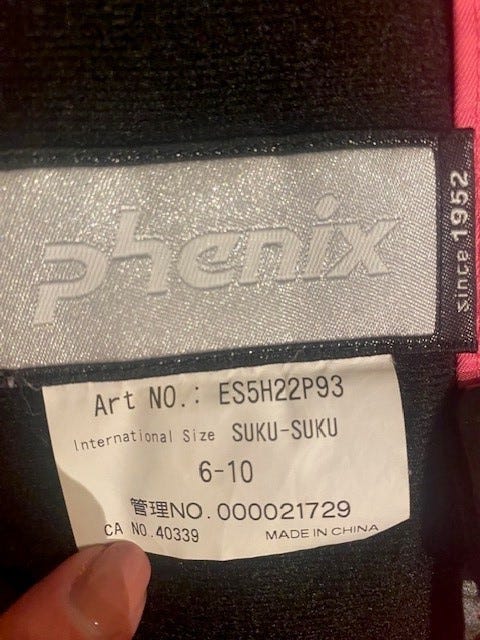 phenix
since 1952
Art NO.: ES5H22P93
International Size SUKU-SUKU
6-10
管理NO. 000021729
CA NO. 40339 MADE IN CHINA